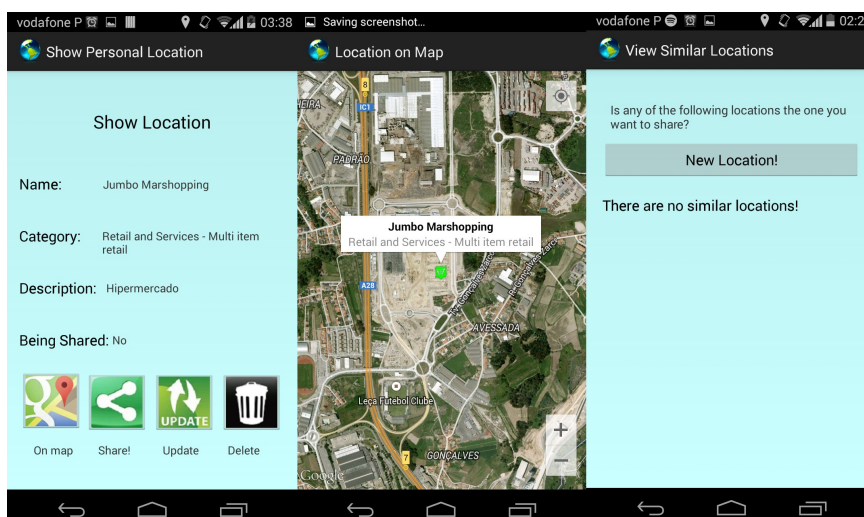 vodafone P 03:38
Show Personal Location
Show Location
Name: Jumbo Marshopping
Category: Retail and Services - Multi item
retail
Description: Hipermercado
Being Shared: No
UPDATE
On map Share! Update Delete
Saving screenshot...
Location on Map
8
IC1
PADRÃO
Jumbo Marshopping
Retail and Services - Multi item retail
A28
AVESSADA
Leça Futebol Clube
7
GONÇALVES
Google
+
−
vodafone P 02:2
View Similar Locations
Is any of the following locations the one you
want to share?
New Location!
There are no similar locations!